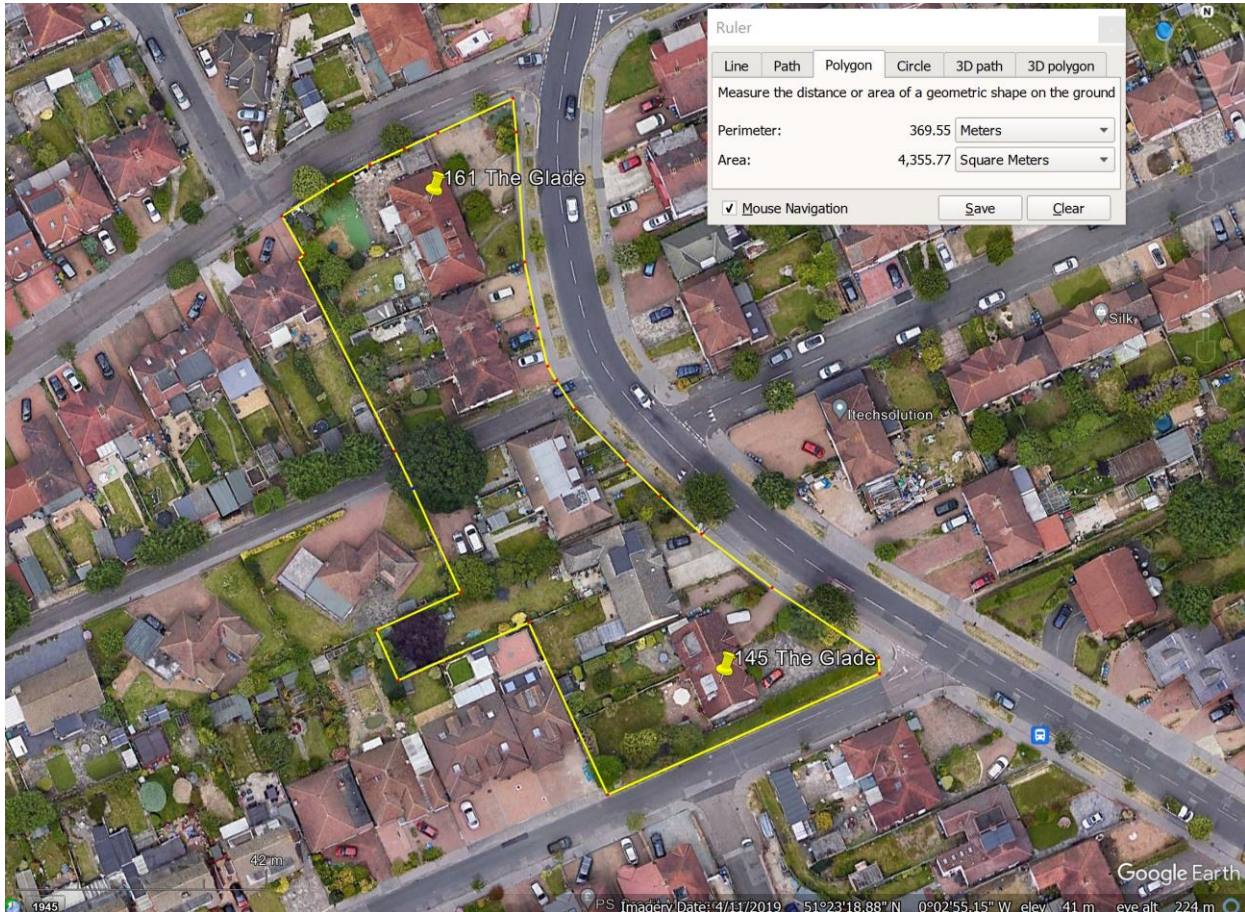 N
Ruler
Line Path Polygon Circle 3D path 3D polygon
Measure the distance or area of a geometric shape on the ground
Perimeter: 369.55 Meters
Area: 4,355.77 Square Meters
Mouse Navigation Save Clear
161 The Glade
Silk
Itechsolution
145 The Glade
42 m
Google Earth
1945
Imagery Date: 4/11/2019 51°23'18.88" N 0°02'55.15" W elev 41 m eye alt 224 m